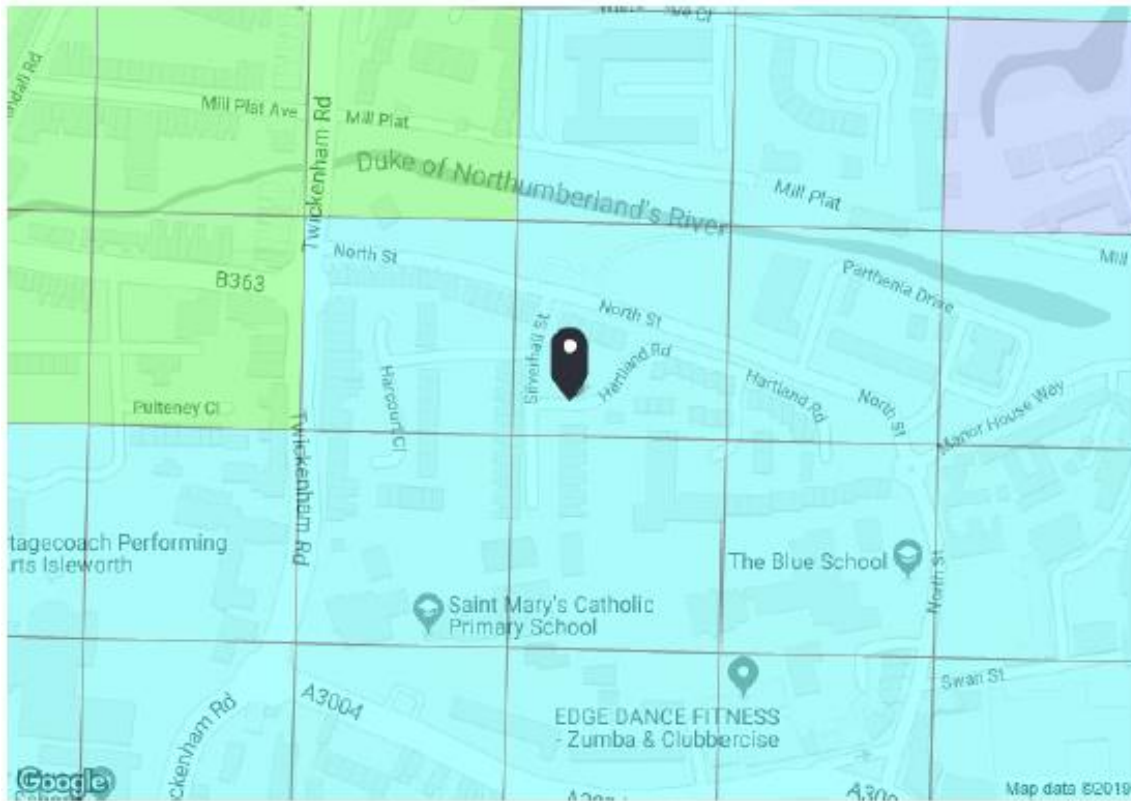 Mill Plat Ave
Mill Plat
Twickenham Rd
Duke of Northumberland's River
Mill Plat
North St
B363
Mill
Parthenia Drive
North St
Silverhall St
Hartland Rd
Harcourt Cl
Hartland Rd
North St
Manor House Way
Pulteney Cl
Twickenham Rd
tagecoach Performing
rts Isleworth
The Blue School
North St
Saint Mary's Catholic
Primary School
Swan St
A3004
EDGE DANCE FITNESS
- Zumba & Clubbercise
ickenham Rd
Google
Map data ©2019